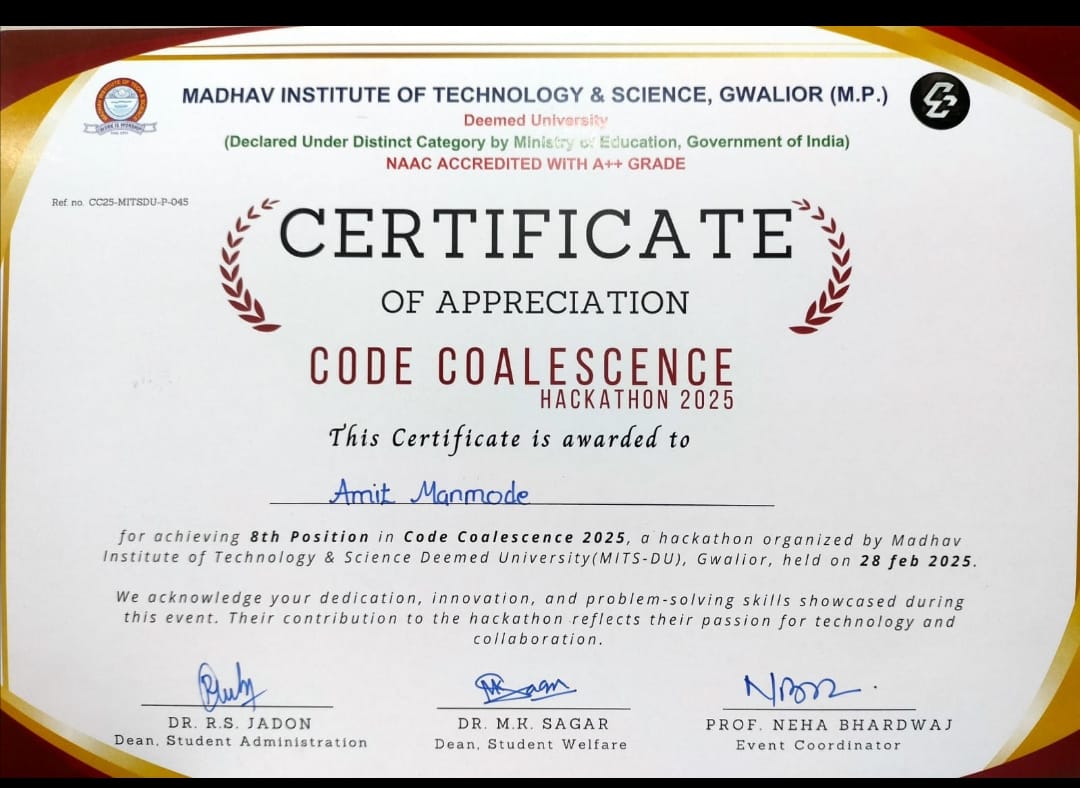 MADHAV INSTITUTE OF TECHNOLOGY & SCIENCE, GWALIOR (M.P.)
Deemed University
(Declared Under Distinct Category by Ministry of Education, Government of India)
NAAC ACCREDITED WITH A++ GRADE
Ref. no. CC25-MITSDU-P-045
CERTIFICATE
OF APPRECIATION
CODE COALESCENCE
HACKATHON 2025
This Certificate is awarded to
Amit Manmode
for achieving 8th Position in Code Coalescence 2025, a hackathon organized by Madhav
Institute of Technology & Science Deemed University(MITS-DU), Gwalior, held on 28 feb 2025.
We acknowledge your dedication, innovation, and problem-solving skills showcased during
this event. Their contribution to the hackathon reflects their passion for technology and
collaboration.
DR. R.S. JADON
Dean, Student Administration
DR. M.K. SAGAR
Dean, Student Welfare
PROF. NEHA BHARDWAJ
Event Coordinator